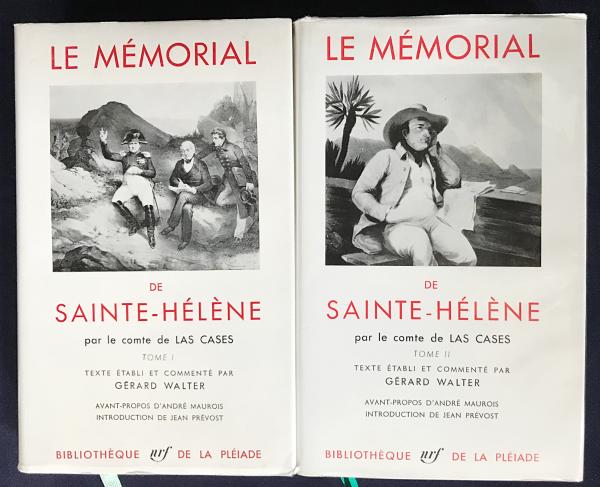 LE MÉMORIAL
DE
SAINTE-HÉLÈNE
par le comte de LAS CASES
TOME I
TEXTE ÉTABLI ET COMMENTÉ PAR
GÉRARD WALTER
AVANT-PROPOS D'ANDRÉ MAUROIS
INTRODUCTION DE JEAN PRÉVOST
BIBLIOTHÈQUE nrf DE LA PLÉIADE
LE MÉMORIAL
DE
SAINTE-HÉLÈNE
par le comte de LAS CASES
TOME II
TEXTE ÉTABLI ET COMMENTÉ PAR
GÉRARD WALTER
AVANT-PROPOS D'ANDRÉ MAUROIS
INTRODUCTION DE JEAN PRÉVOST
BIBLIOTHÈQUE nrf DE LA PLÉIADE